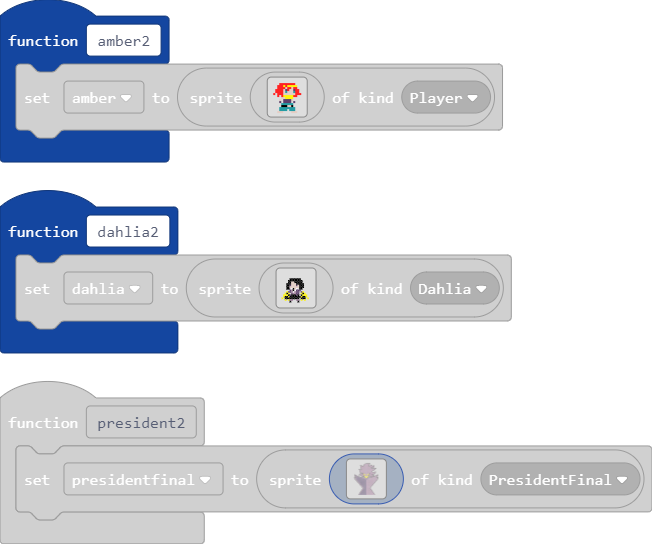 function amber2
set amber to sprite of kind Player
function dahlia2
set dahlia to sprite of kind Dahlia
function president2
set presidentfinal to sprite of kind PresidentFinal